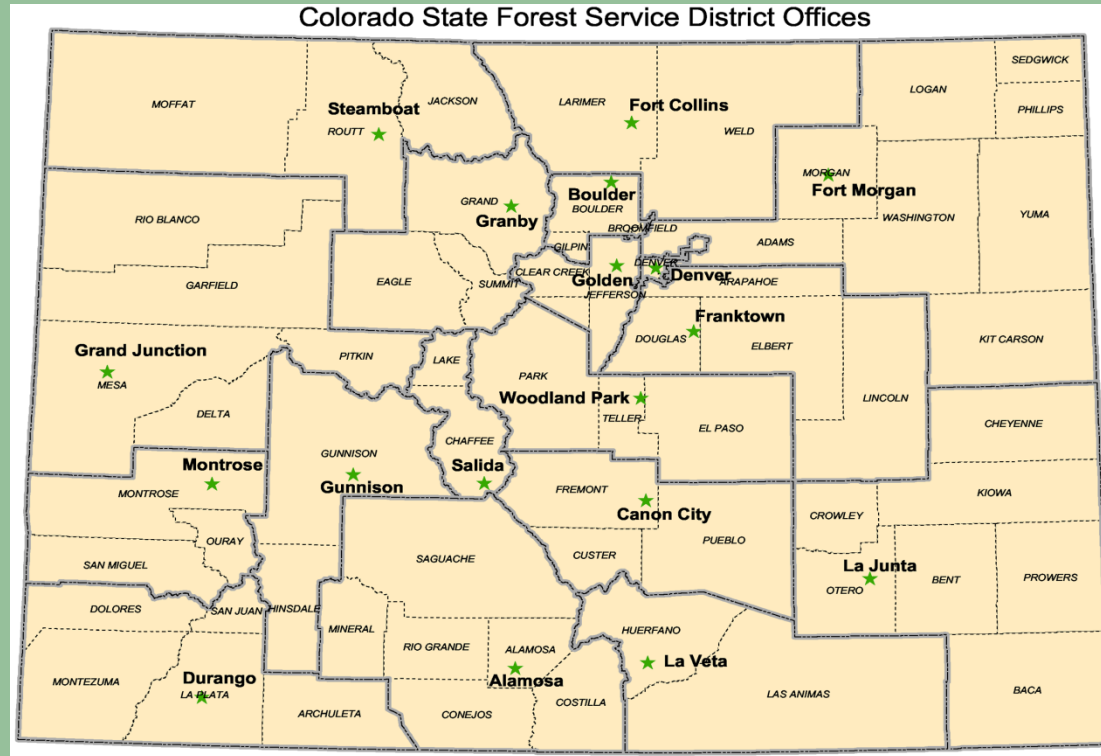 Colorado State Forest Service District Offices
SEDGWICK
LOGAN
MOFFAT
JACKSON
LARIMER
PHILLIPS
Steamboat
Fort Collins
ROUTT
WELD
MORGAN
Fort Morgan
Boulder
GRAND
BOULDER
Granby
RIO BLANCO
WASHINGTON
YUMA
BROOMFIELD
GILPIN
ADAMS
CLEAR CREEK
DENVER
Golden
Denver
EAGLE
SUMMIT
GARFIELD
JEFFERSON
ARAPAHOE
Franktown
DOUGLAS
ELBERT
KIT CARSON
Grand Junction
PITKIN
LAKE
PARK
MESA
LINCOLN
Woodland Park
TELLER
DELTA
EL PASO
CHEYENNE
CHAFFEE
GUNNISON
Montrose
Salida
Gunnison
MONTROSE
FREMONT
KIOWA
Canon City
CROWLEY
OURAY
PUEBLO
SAGUACHE
CUSTER
SAN MIGUEL
La Junta
BENT
PROWERS
OTERO
DOLORES
SAN JUAN
HINSDALE
MINERAL
HUERFANO
RIO GRANDE
ALAMOSA
La Veta
Durango
Alamosa
MONTEZUMA
LA PLATA
LAS ANIMAS
BACA
COSTILLA
ARCHULETA
CONEJOS